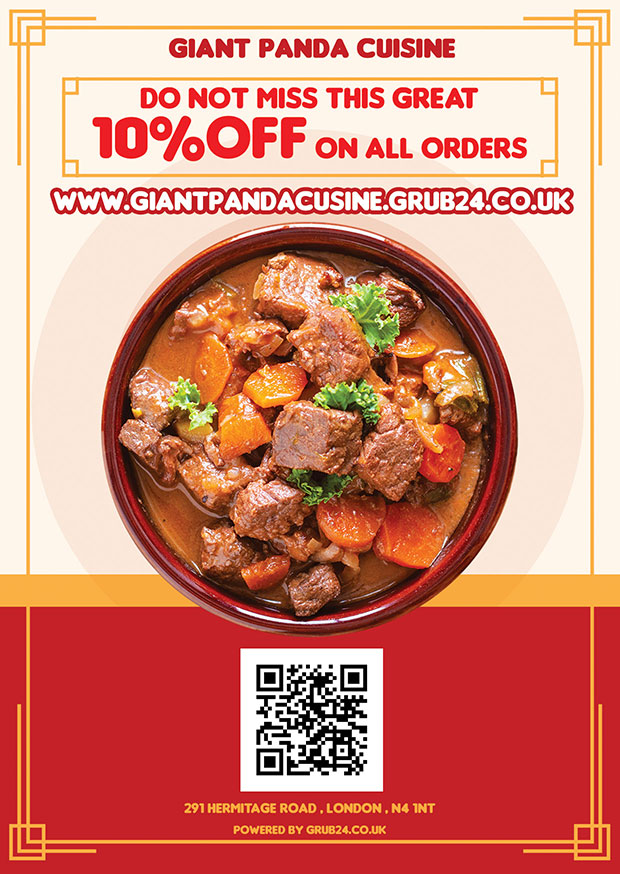 GIANT PANDA CUISINE
DO NOT MISS THIS GREAT
10%OFF ON ALL ORDERS
WWW.GIANTPANDACUSINE.GRUB24.CO.UK
291 HERMITAGE ROAD , LONDON , N4 1NT
POWERED BY GRUB24.CO.UK